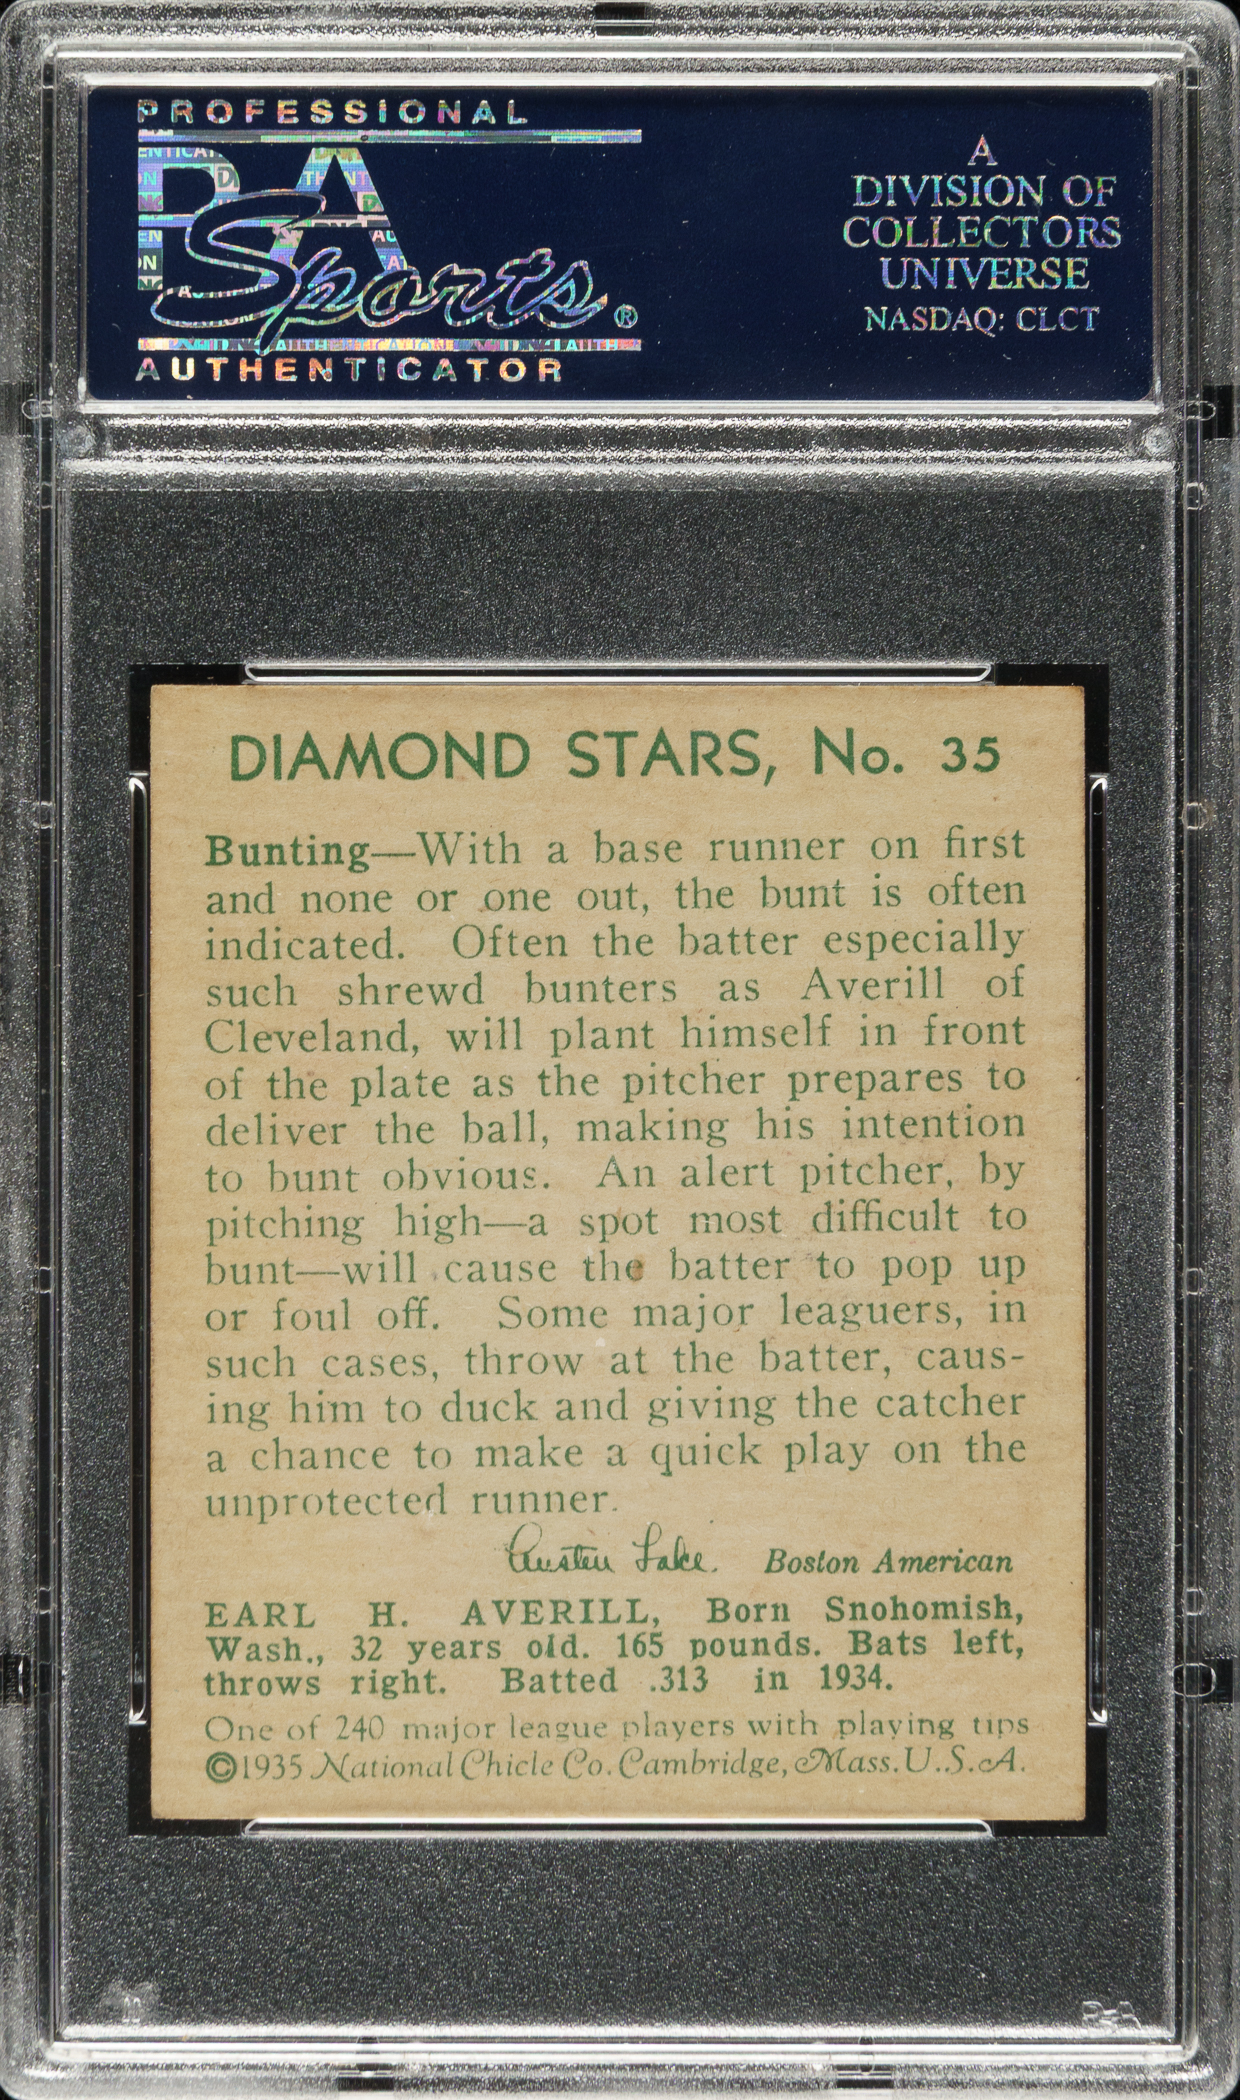 PROFESSIONAL
PSA
Sports®
AUTHENTICATOR
A
DIVISION OF
COLLECTORS
UNIVERSE
NASDAQ: CLCT
DIAMOND STARS, No. 35
Bunting—With a base runner on first
and none or one out, the bunt is often
indicated. Often the batter especially
such shrewd bunters as Averill of
Cleveland, will plant himself in front
of the plate as the pitcher prepares to
deliver the ball, making his intention
to bunt obvious. An alert pitcher, by
pitching high—a spot most difficult to
bunt—will cause the batter to pop up
or foul off. Some major leaguers, in
such cases, throw at the batter, caus-
ing him to duck and giving the catcher
a chance to make a quick play on the
unprotected runner.
Austen Lake. Boston American
EARL H. AVERILL, Born Snohomish,
Wash., 32 years old. 165 pounds. Bats left,
throws right. Batted .313 in 1934.
One of 240 major league players with playing tips
©1935 National Chicle Co. Cambridge, Mass. U.S.A.
PSA